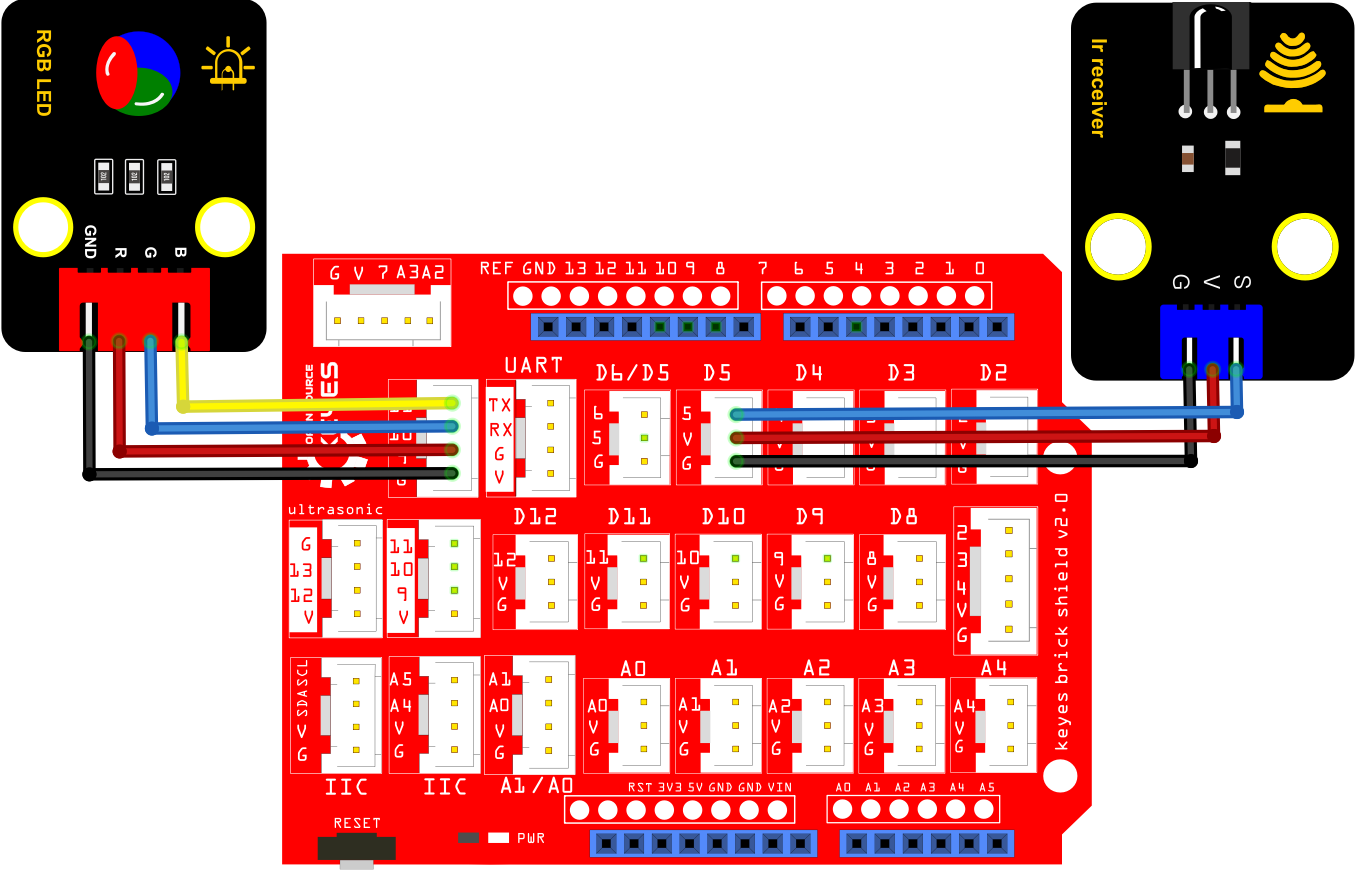 RGB LED
GND R G B
Ir receiver
G V S
G V 7 A3 A2
REF GND 13 12 11 10 9 8
7 6 5 4 3 2 1 0
UART
D6/D5
D5
D4
D3
D2
TX
RX
G
V
6
5
G
5
V
G
ultrasonic
D12
D11
D10
D9
D8
G
13
12
V
11
10
9
V
12
V
G
11
V
G
10
V
G
9
V
G
8
V
G
2
3
4
V
G
keyes brick shield v2.0
A0
A1
A2
A3
A4
SCL
SDA
V
G
A5
A4
V
G
A1
A0
V
G
A0
V
G
A1
V
G
A2
V
G
A3
V
G
A4
V
G
IIC
IIC
A1/A0
RST 3V3 5V GND GND VIN
A0 A1 A2 A3 A4 A5
RESET
PWR